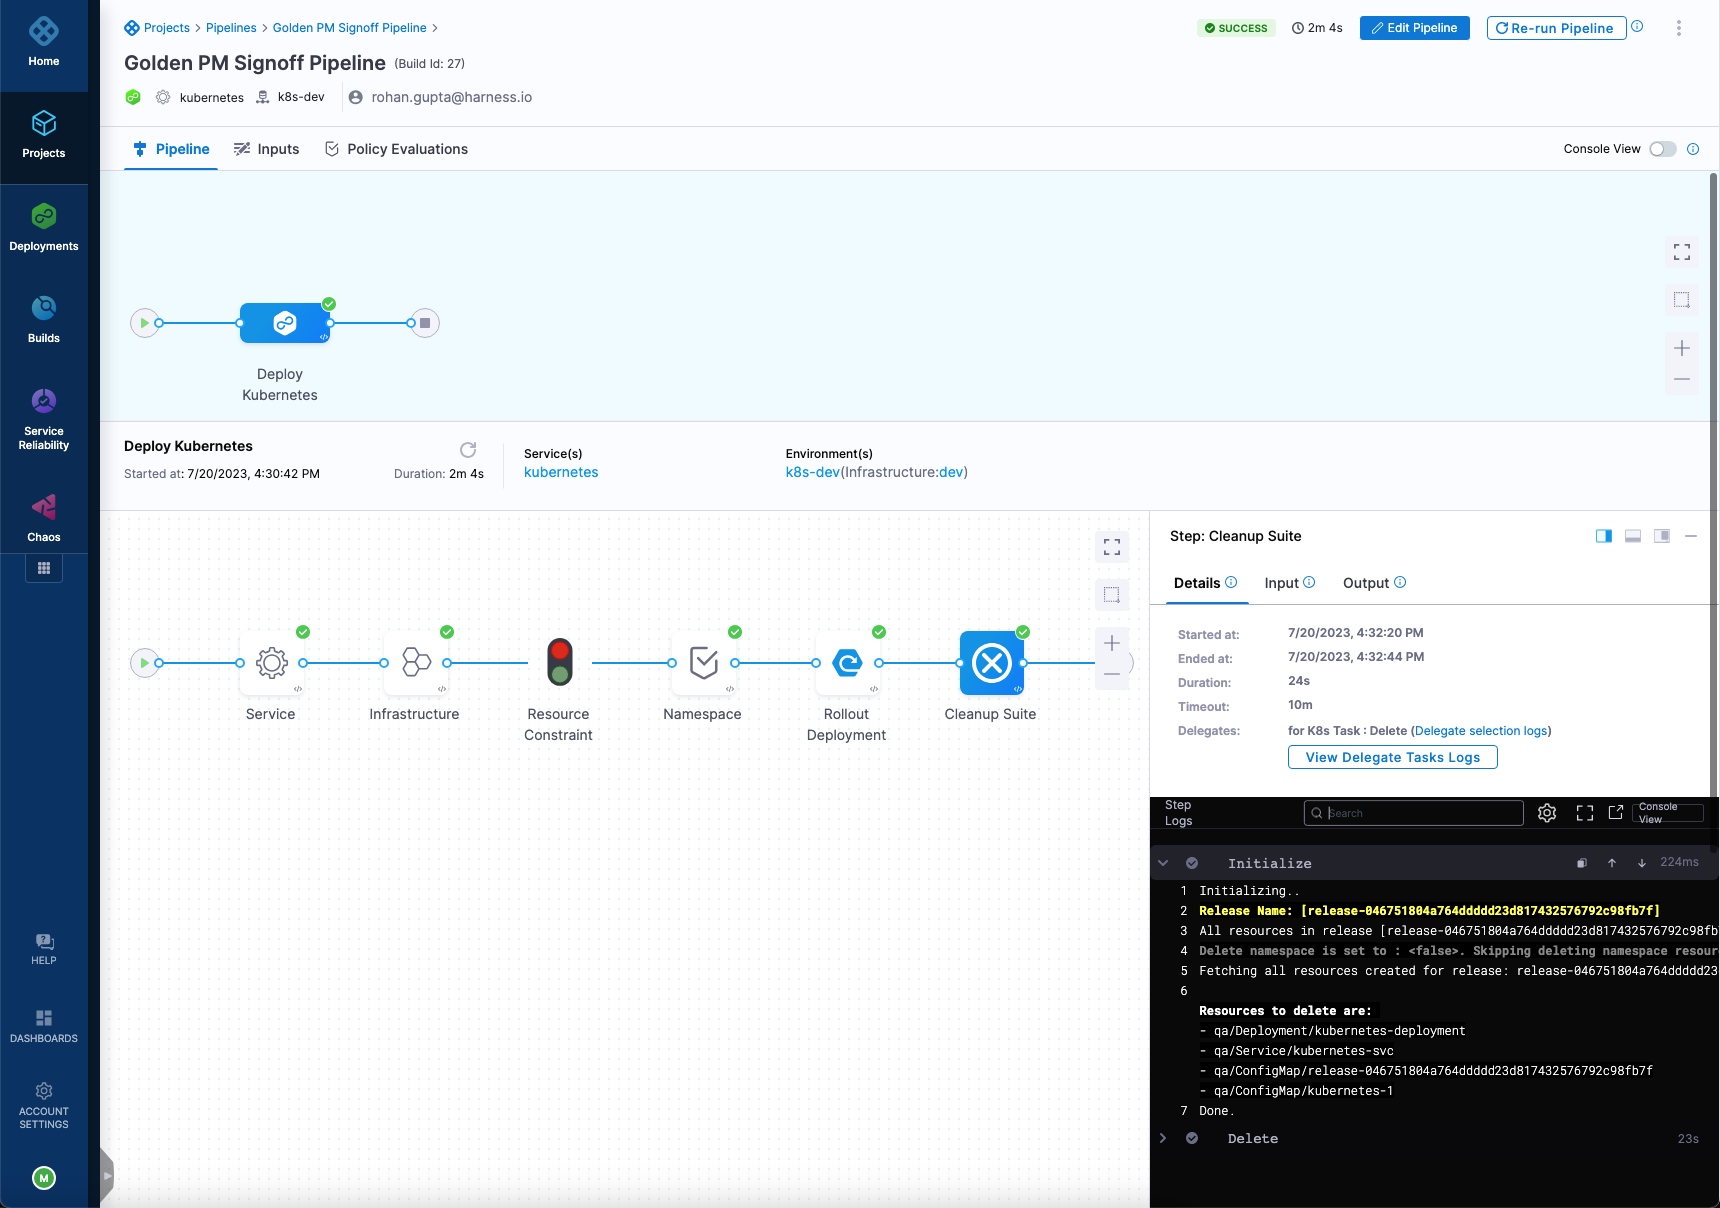 Home
Projects
Deployments
Builds
Service
Reliability
Chaos
HELP
DASHBOARDS
ACCOUNT
SETTINGS
M
Projects > Pipelines > Golden PM Signoff Pipeline >
SUCCESS
2m 4s
Edit Pipeline
Re-run Pipeline
Golden PM Signoff Pipeline (Build Id: 27)
kubernetes k8s-dev rohan.gupta@harness.io
Pipeline Inputs Policy Evaluations
Console View
Deploy
Kubernetes
Deploy Kubernetes
Started at: 7/20/2023, 4:30:42 PM
Duration: 2m 4s
Service(s)
kubernetes
Environment(s)
k8s-dev(Infrastructure:dev)
Service
Infrastructure
Resource
Constraint
Namespace
Rollout
Deployment
Cleanup Suite
Step: Cleanup Suite
Details Input Output
Started at: 7/20/2023, 4:32:20 PM
Ended at: 7/20/2023, 4:32:44 PM
Duration: 24s
Timeout: 10m
Delegates: for K8s Task : Delete (Delegate selection logs)
View Delegate Tasks Logs
Step
Logs
Search
Console
View
Initialize 224ms
1 Initializing..
2 Release Name: [release-046751804a764ddddd23d817432576792c98fb7f]
3 All resources in release [release-046751804a764ddddd23d817432576792c98fb
4 Delete namespace is set to : <false>. Skipping deleting namespace resour
5 Fetching all resources created for release: release-046751804a764ddddd23
6
Resources to delete are:
- qa/Deployment/kubernetes-deployment
- qa/Service/kubernetes-svc
- qa/ConfigMap/release-046751804a764ddddd23d817432576792c98fb7f
- qa/ConfigMap/kubernetes-1
7 Done.
Delete 23s